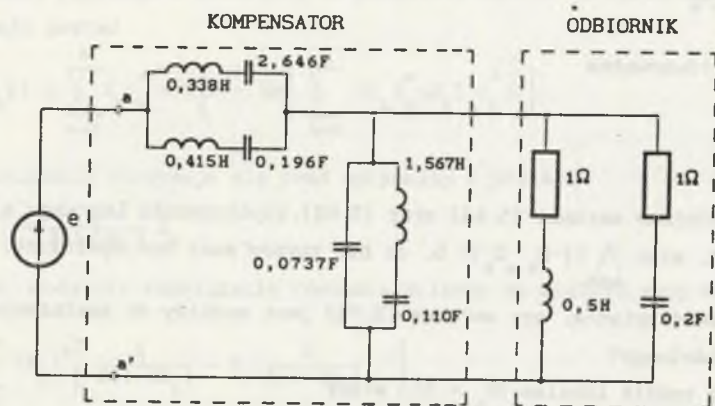 KOMPENSATOR ODBIORNIK
2,646F
0,338H
a
0,415H 0,196F
1,567H
1Ω 1Ω
e
0,0737F
0,5H 0,2F
0,110F
a'